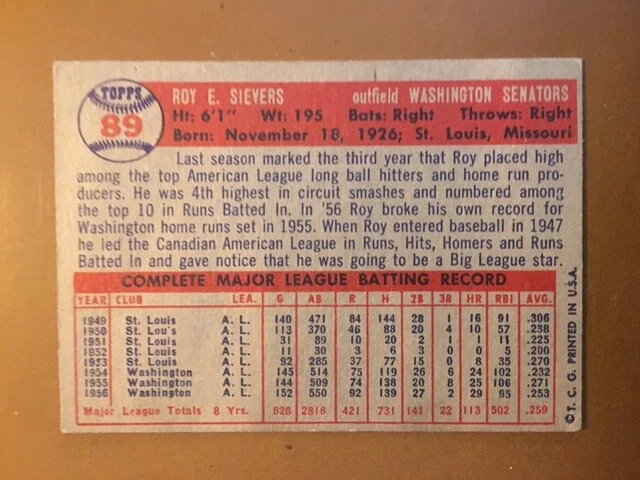 TOPPS
89
ROY E. SIEVERS outfield WASHINGTON SENATORS
Ht: 6'1" Wt: 195 Bats: Right Throws: Right
Born: November 18, 1926; St. Louis, Missouri
Last season marked the third year that Roy placed high
among the top American League long ball hitters and home run pro-
ducers. He was 4th highest in circuit smashes and numbered among
the top 10 in Runs Batted In. In '56 Roy broke his own record for
Washington home runs set in 1955. When Roy entered baseball in 1947
he led the Canadian American League in Runs, Hits, Homers and Runs
Batted In and gave notice that he was going to be a Big League star.
COMPLETE MAJOR LEAGUE BATTING RECORD
YEAR CLUB LEA. G AB R H 2B 3B HR RBI AVG.
1949 St. Louis A. L. 140 471 84 144 28 1 16 91 .306
1950 St. Lou's A. L. 113 370 46 88 20 4 10 57 .238
1951 St. Louis A. L. 31 89 10 20 2 1 1 11 .225
1952 St. Louis A. L. 11 30 3 6 3 0 0 5 .200
1953 St. Louis A. L. 92 285 37 77 15 0 8 35 .270
1954 Washington A. L. 145 514 75 119 26 6 24 102 .232
1955 Washington A. L. 144 509 74 138 20 8 25 106 .271
1956 Washington A. L. 152 550 92 139 27 2 29 95 .253
Major League Totals 8 Yrs. 828 2818 421 731 141 22 113 502 .259
©T. C. G. PRINTED IN U.S.A.